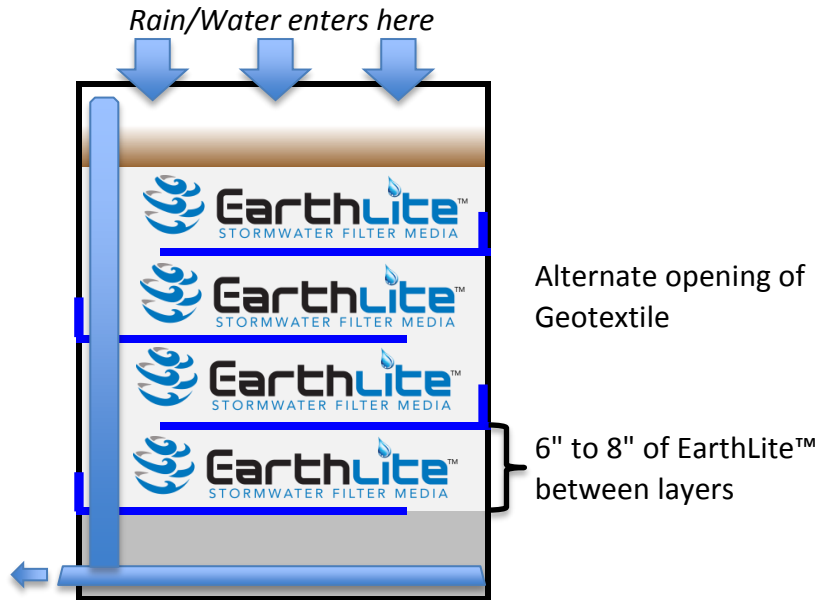 Rain/Water enters here
EarthLite™
STORMWATER FILTER MEDIA
EarthLite™
STORMWATER FILTER MEDIA
Alternate opening of
Geotextile
EarthLite™
STORMWATER FILTER MEDIA
EarthLite™
STORMWATER FILTER MEDIA
6" to 8" of EarthLite™
between layers